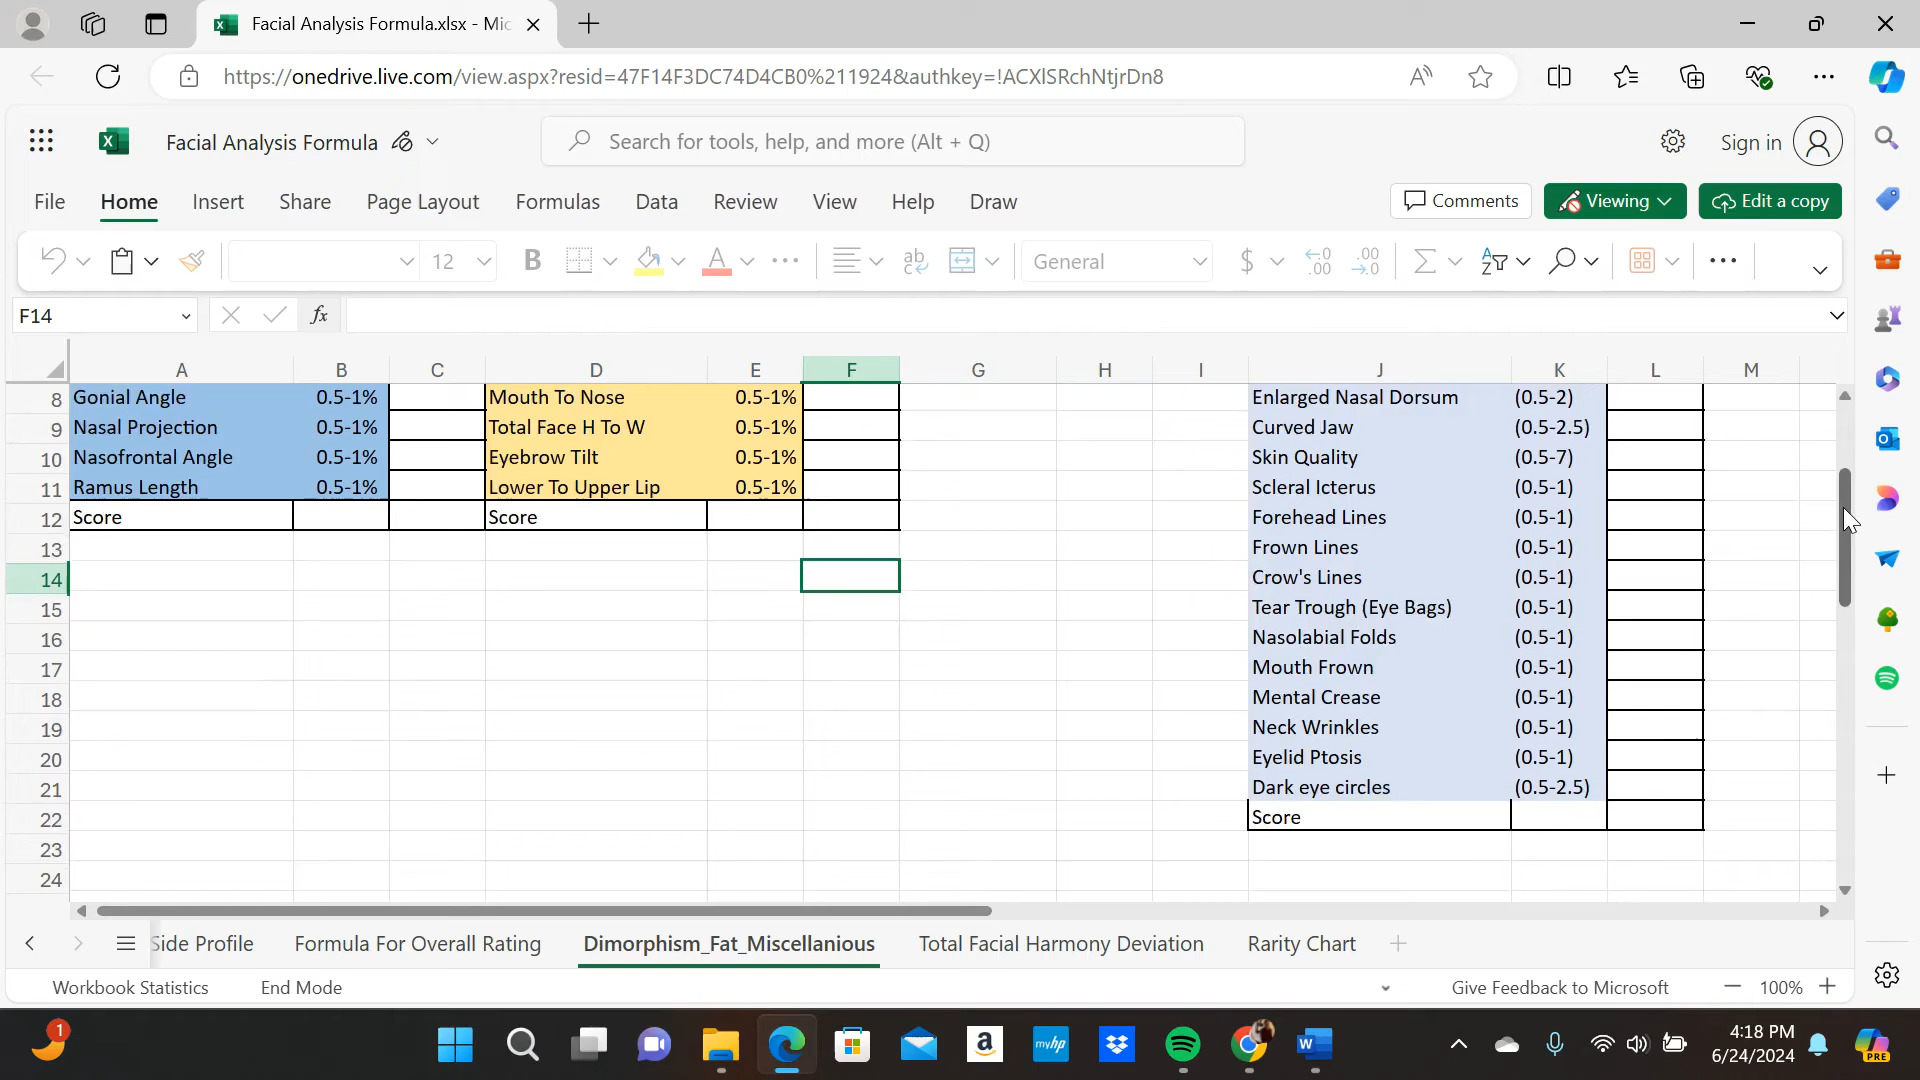 Facial Analysis Formula.xlsx - Mic
https://onedrive.live.com/view.aspx?resid=47F14F3DC74D4CB0%211924&authkey=!ACXlSRchNtjrDn8
Facial Analysis Formula
Search for tools, help, and more (Alt + Q)
Sign in
File Home Insert Share Page Layout Formulas Data Review View Help Draw
Comments Viewing Edit a copy
12 B A ab General $ .00 .00
F14 fx
A B C D E F G H I J K L M
8 Gonial Angle 0.5-1% Mouth To Nose 0.5-1% Enlarged Nasal Dorsum (0.5-2)
9 Nasal Projection 0.5-1% Total Face H To W 0.5-1% Curved Jaw (0.5-2.5)
10 Nasofrontal Angle 0.5-1% Eyebrow Tilt 0.5-1% Skin Quality (0.5-7)
11 Ramus Length 0.5-1% Lower To Upper Lip 0.5-1% Scleral Icterus (0.5-1)
12 Score Score Forehead Lines (0.5-1)
13 Frown Lines (0.5-1)
14 Crow's Lines (0.5-1)
15 Tear Trough (Eye Bags) (0.5-1)
16 Nasolabial Folds (0.5-1)
17 Mouth Frown (0.5-1)
18 Mental Crease (0.5-1)
19 Neck Wrinkles (0.5-1)
20 Eyelid Ptosis (0.5-1)
21 Dark eye circles (0.5-2.5)
22 Score
23
24
Side Profile Formula For Overall Rating Dimorphism_Fat_Miscellanious Total Facial Harmony Deviation Rarity Chart
Workbook Statistics End Mode Give Feedback to Microsoft 100%
1 a myhp W 4:18 PM
6/24/2024 PRE